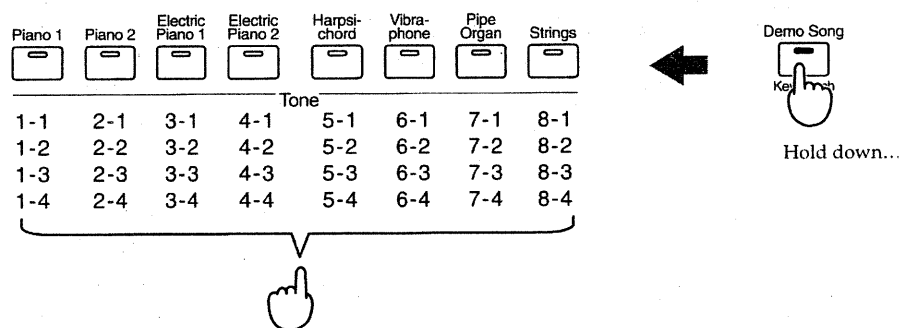 Piano 1 Piano 2 Electric Piano 1 Electric Piano 2 Harpsi-chord Vibra-phone Pipe Organ Strings Demo Song
Tone
1-1 2-1 3-1 4-1 5-1 6-1 7-1 8-1
1-2 2-2 3-2 4-2 5-2 6-2 7-2 8-2
1-3 2-3 3-3 4-3 5-3 6-3 7-3 8-3
1-4 2-4 3-4 4-4 5-4 6-4 7-4 8-4
Hold down...